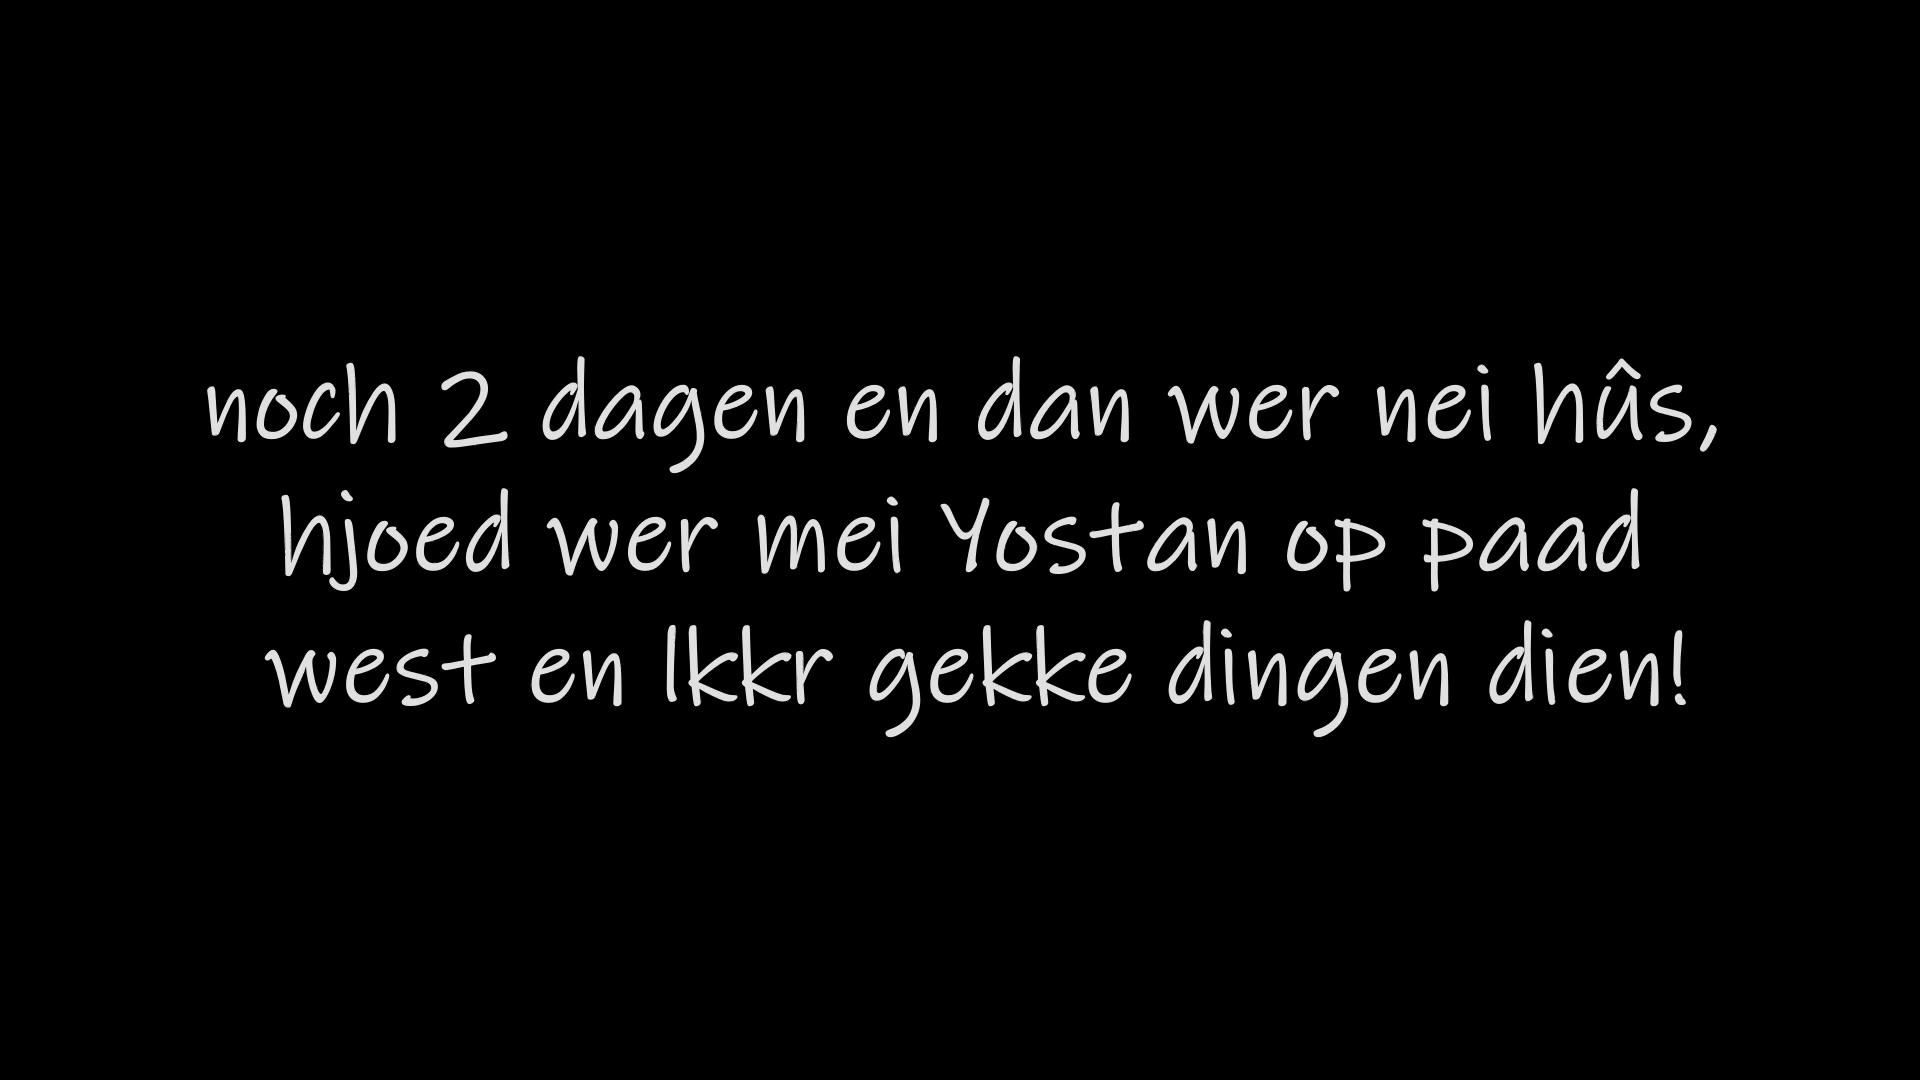 noch 2 dagen en dan wer nei hûs,
hjoed wer mei Yostan op paad
west en lkkr gekke dingen dien!